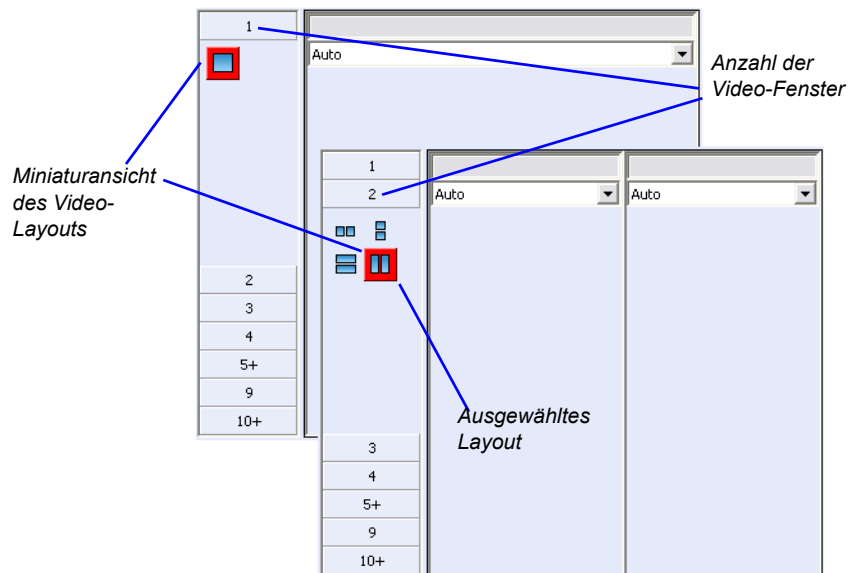 1
Auto
Anzahl der
Video-Fenster
Miniaturansicht
des Video-
Layouts
2
3
4
5+
9
10+
1
2
Auto
Auto
Ausgewähltes
Layout
3
4
5+
9
10+